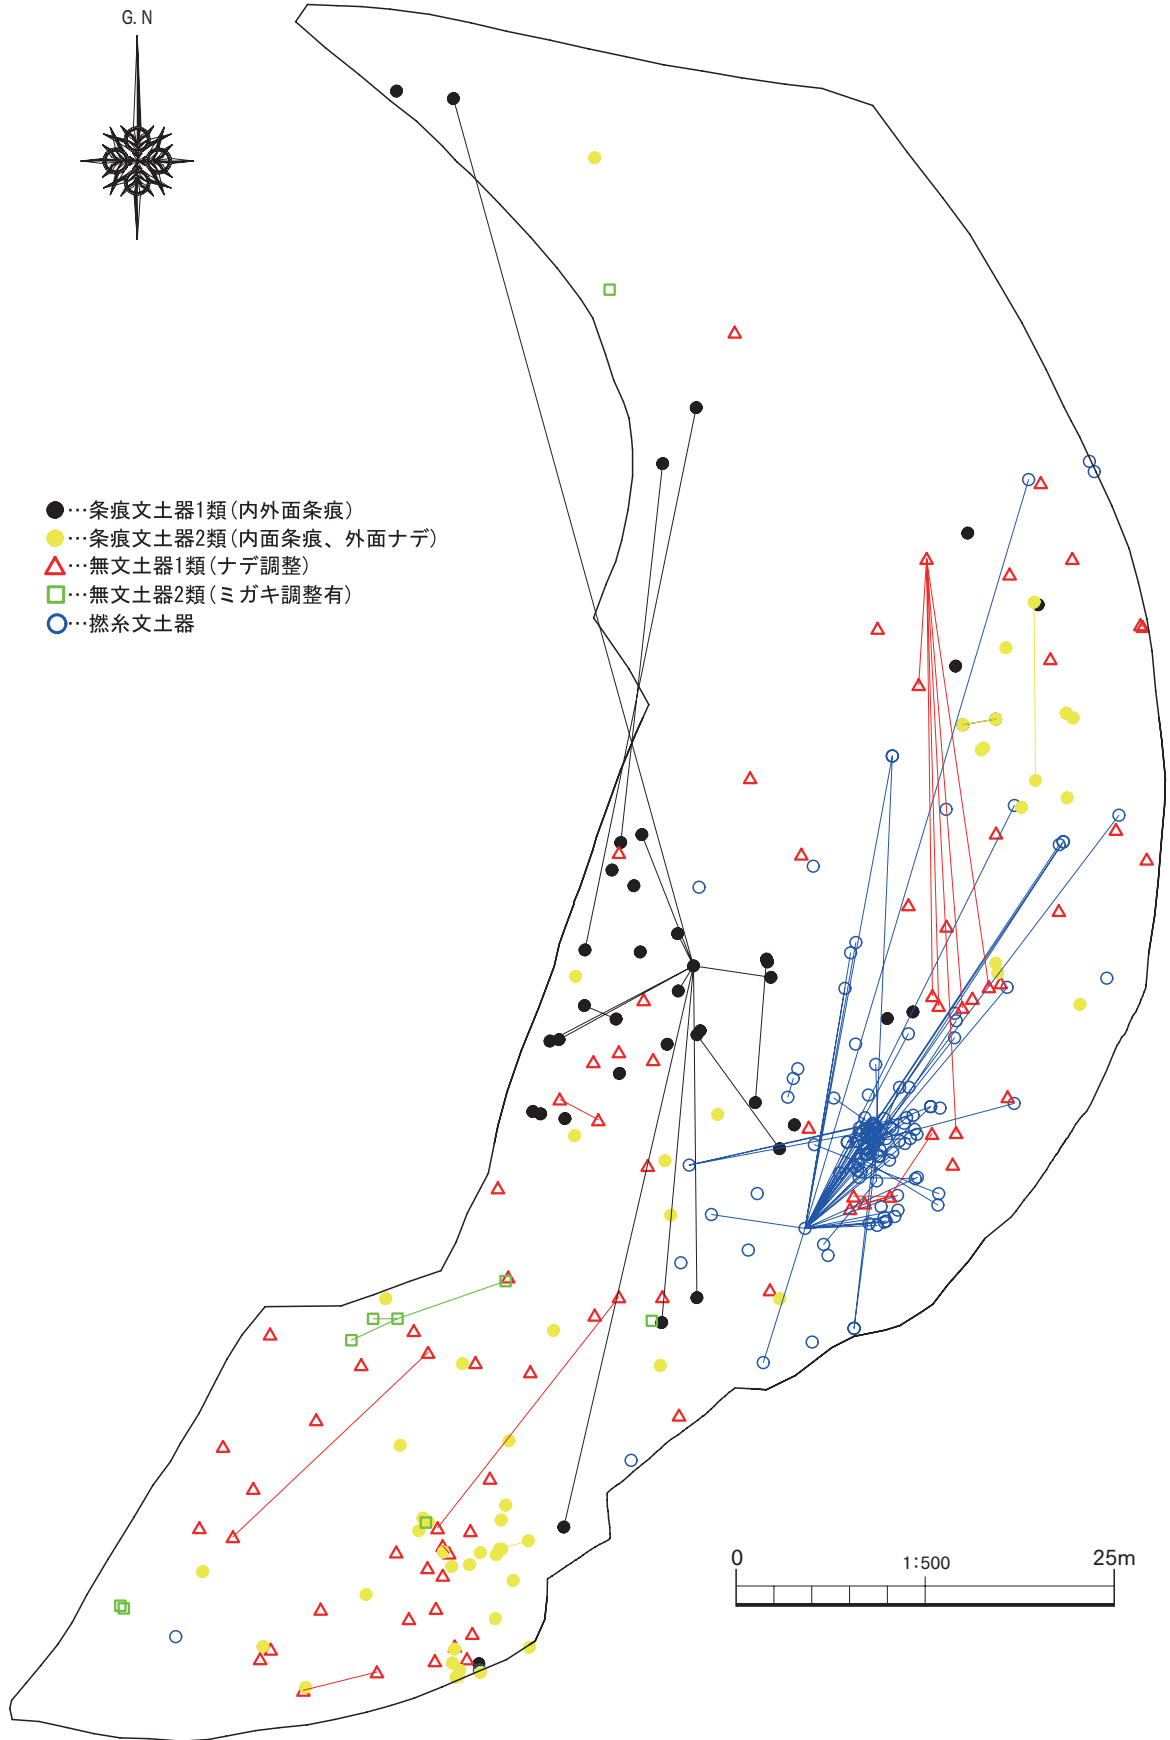 G.N
●…条痕文土器1類(内外面条痕)
●…条痕文土器2類(内面条痕、外面ナデ)
△…無文土器1類(ナデ調整)
□…無文土器2類(ミガキ調整有)
○…撚糸文土器
0 1:500 25m